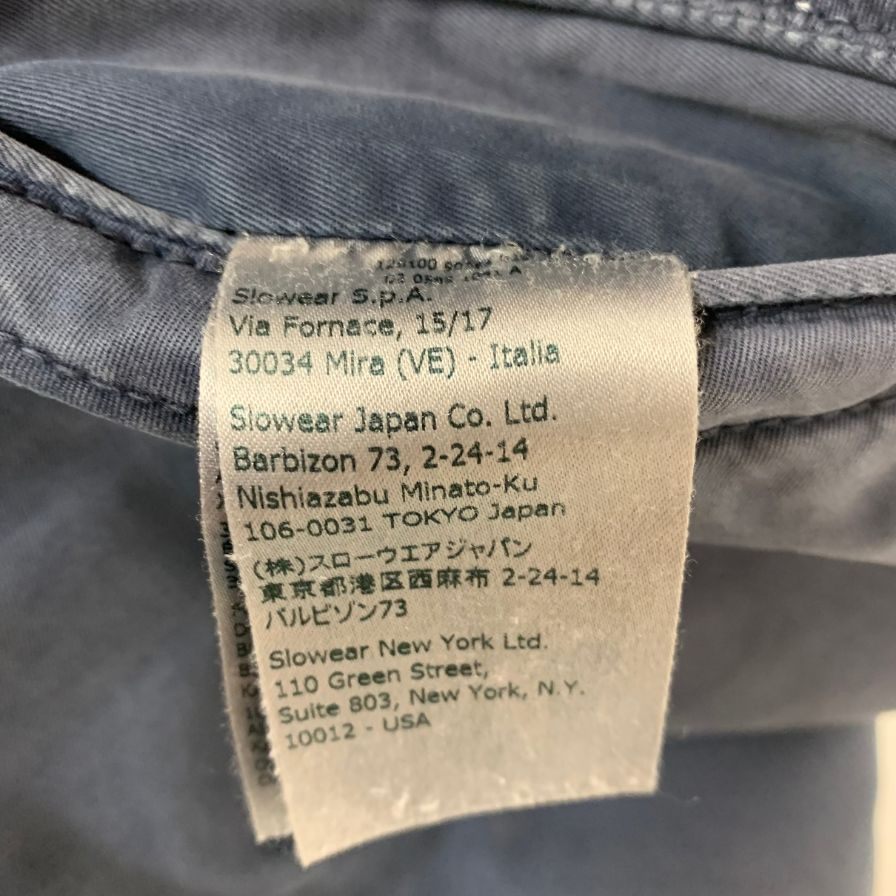 Slowear S.p.A.
Via Fornace, 15/17
30034 Mira (VE) - Italia
Slowear Japan Co. Ltd.
Barbizon 73, 2-24-14
Nishiazabu Minato-Ku
106-0031 TOKYO Japan
(株)スローウエアジャパン
東京都港区西麻布 2-24-14
バルビゾン73
Slowear New York Ltd.
110 Green Street,
Suite 803, New York, N.Y.
10012 - USA